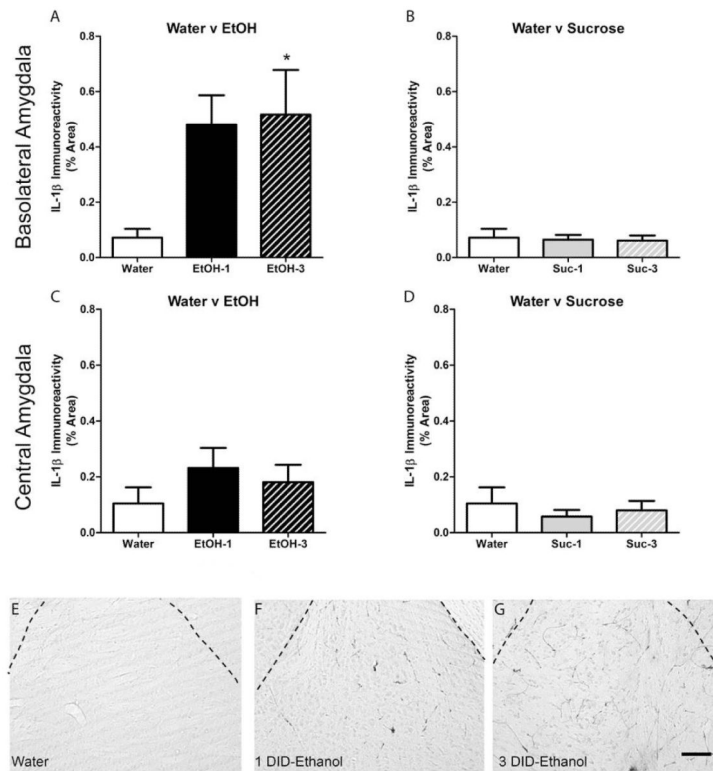 A
Water v EtOH
Basolateral Amygdala
IL-1β Immunoreactivity
(% Area)
0.8
0.6
0.4
0.2
0.0
*
Water
EtOH-1
EtOH-3
B
Water v Sucrose
IL-1β Immunoreactivity
(% Area)
0.8
0.6
0.4
0.2
0.0
Water
Suc-1
Suc-3
C
Water v EtOH
Central Amygdala
IL-1β Immunoreactivity
(% Area)
0.8
0.6
0.4
0.2
0.0
Water
EtOH-1
EtOH-3
D
Water v Sucrose
IL-1β Immunoreactivity
(% Area)
0.8
0.6
0.4
0.2
0.0
Water
Suc-1
Suc-3
E
Water
F
1 DID-Ethanol
G
3 DID-Ethanol